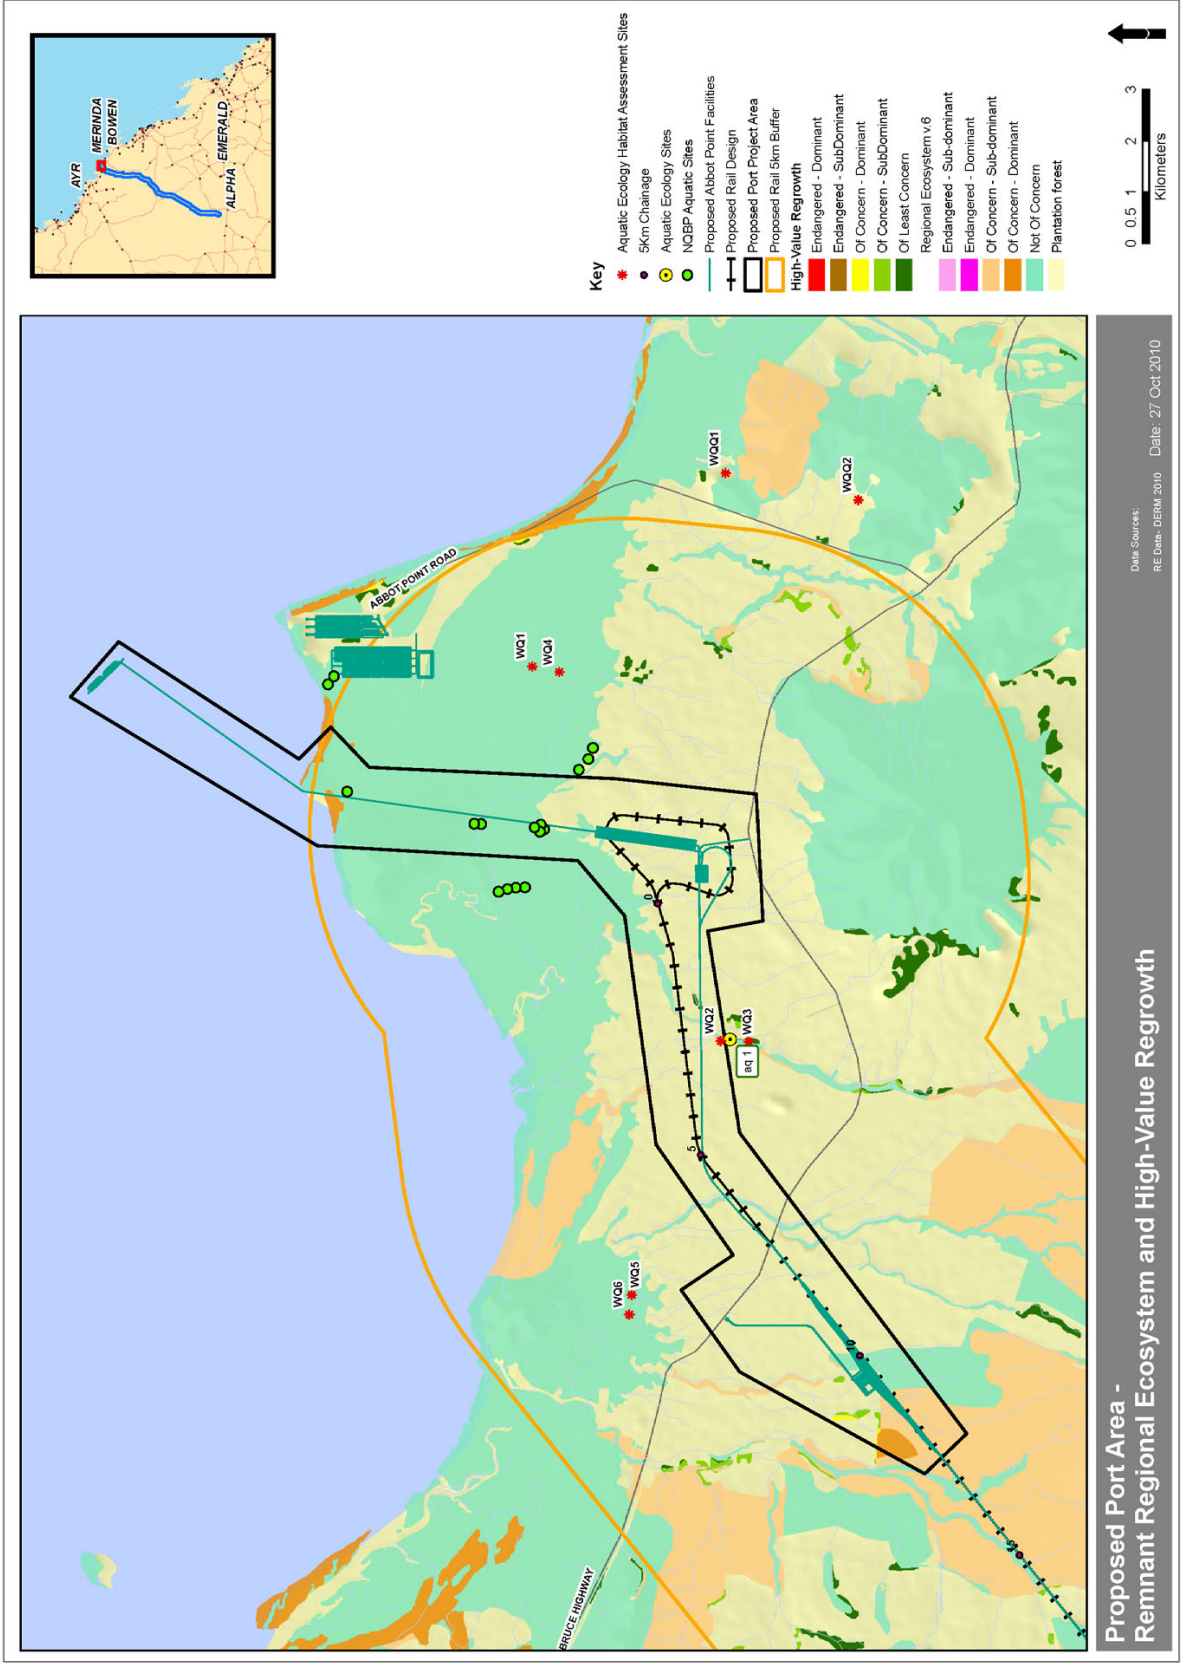 AYR
MERINDA
BOWEN
ALPHA
EMERALD
Key
Aquatic Ecology Habitat Assessment Sites
5Km Chainage
Aquatic Ecology Sites
NQBP Aquatic Sites
Proposed Abbot Point Facilities
Proposed Rail Design
Proposed Port Project Area
Proposed Rail 5km Buffer
High-Value Regrowth
Endangered - Dominant
Endangered - SubDominant
Of Concern - Dominant
Of Concern - SubDominant
Of Least Concern
Regional Ecosystem v.6
Endangered - Sub-dominant
Endangered - Dominant
Of Concern - Sub-dominant
Of Concern - Dominant
Not Of Concern
Plantation forest
0 0.5 1 2 3
Kilometers
ABBOT POINT ROAD
WQ1
WQ4
WQQ1
WQQ2
0
WQ2
WQ3
aq 1
5
WQ6
WQ5
10
15
BRUCE HIGHWAY
Proposed Port Area -
Remnant Regional Ecosystem and High-Value Regrowth
Data Sources:
RE Data- DERM 2010
Date: 27 Oct 2010